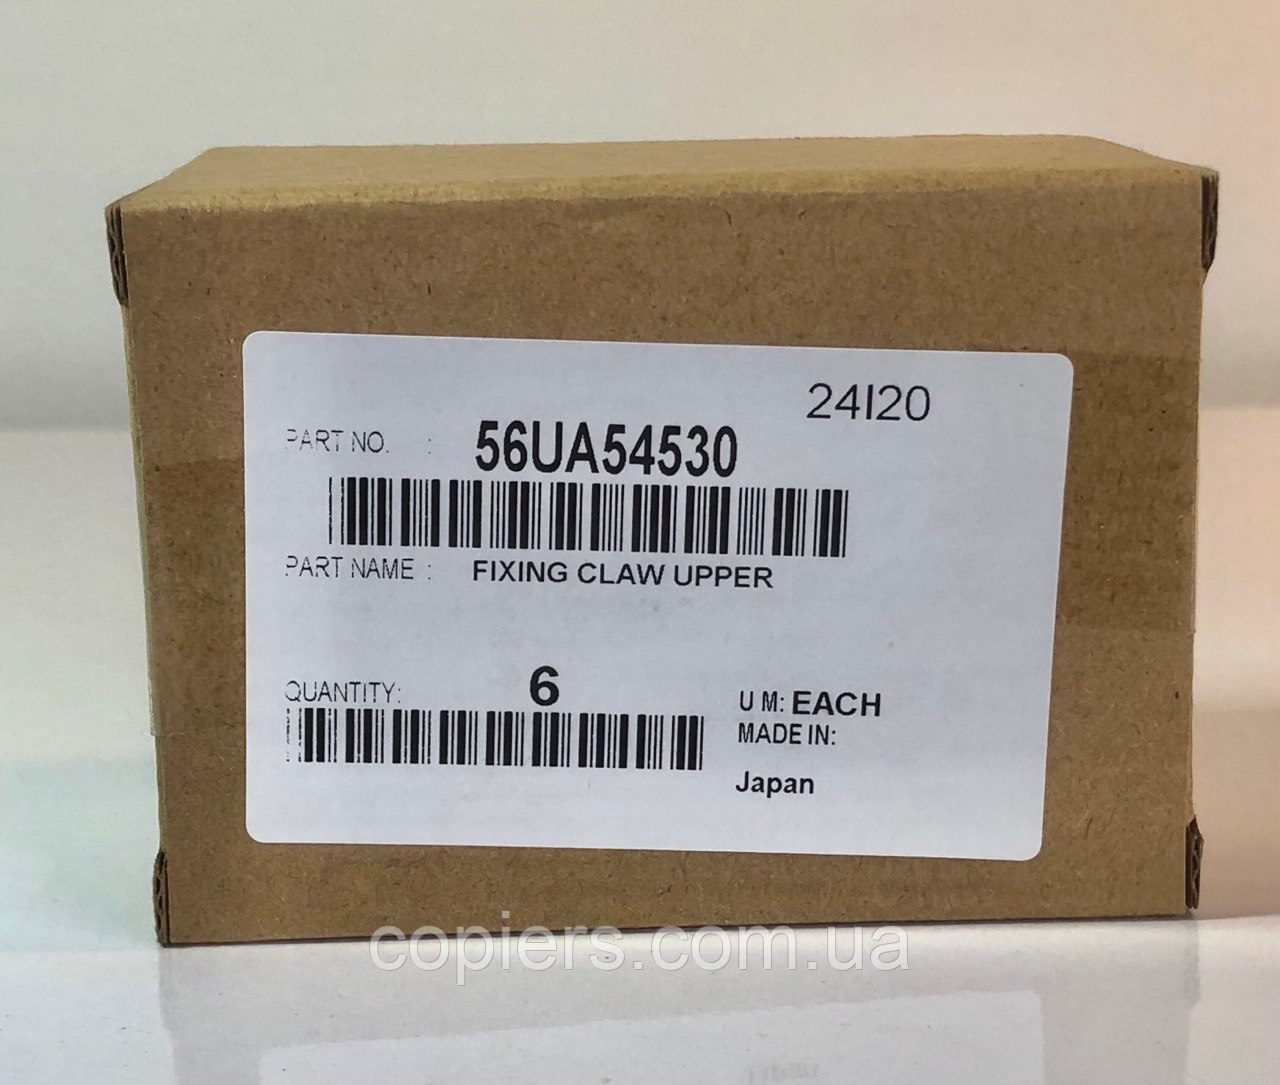 24I20
PART NO. : 56UA54530
PART NAME : FIXING CLAW UPPER
QUANTITY: 6
U M: EACH
MADE IN:
Japan
copiers.com.ua